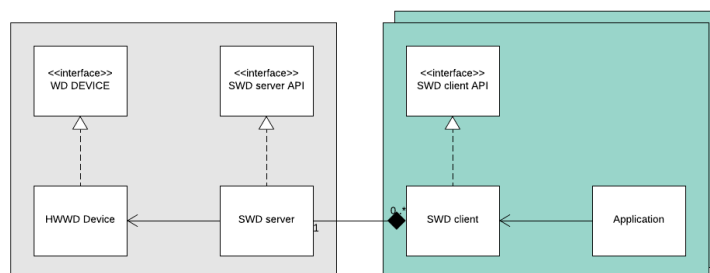 <<interface>>
WD DEVICE
<<interface>>
SWD server API
<<interface>>
SWD client API
HWWD Device
SWD server
1
0..*
SWD client
Application